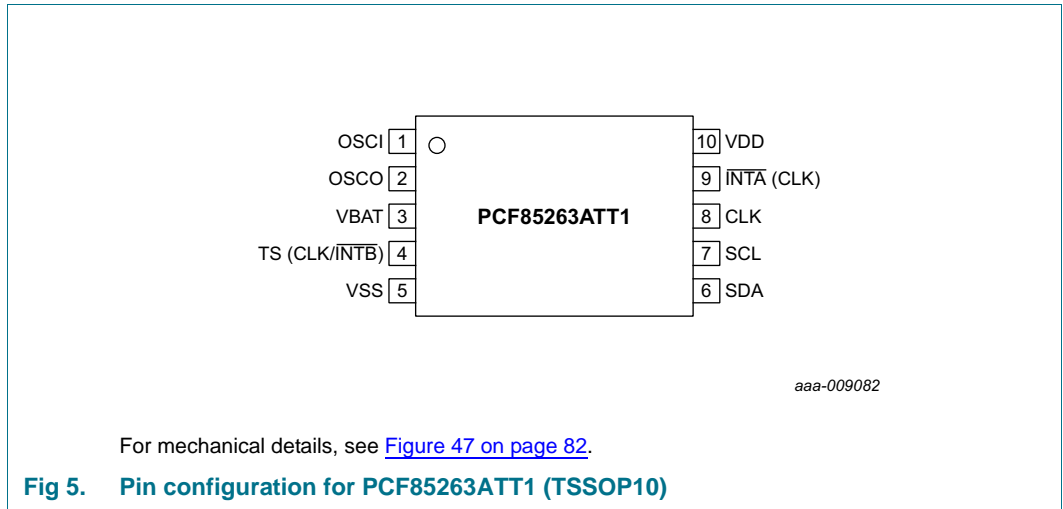 OSCI 1
OSCO 2
VBAT 3
TS (CLK/I̅N̅T̅B̅) 4
VSS 5
PCF85263ATT1
10 VDD
9 I̅N̅T̅A̅ (CLK)
8 CLK
7 SCL
6 SDA
aaa-009082
For mechanical details, see Figure 47 on page 82.
Fig 5. Pin configuration for PCF85263ATT1 (TSSOP10)